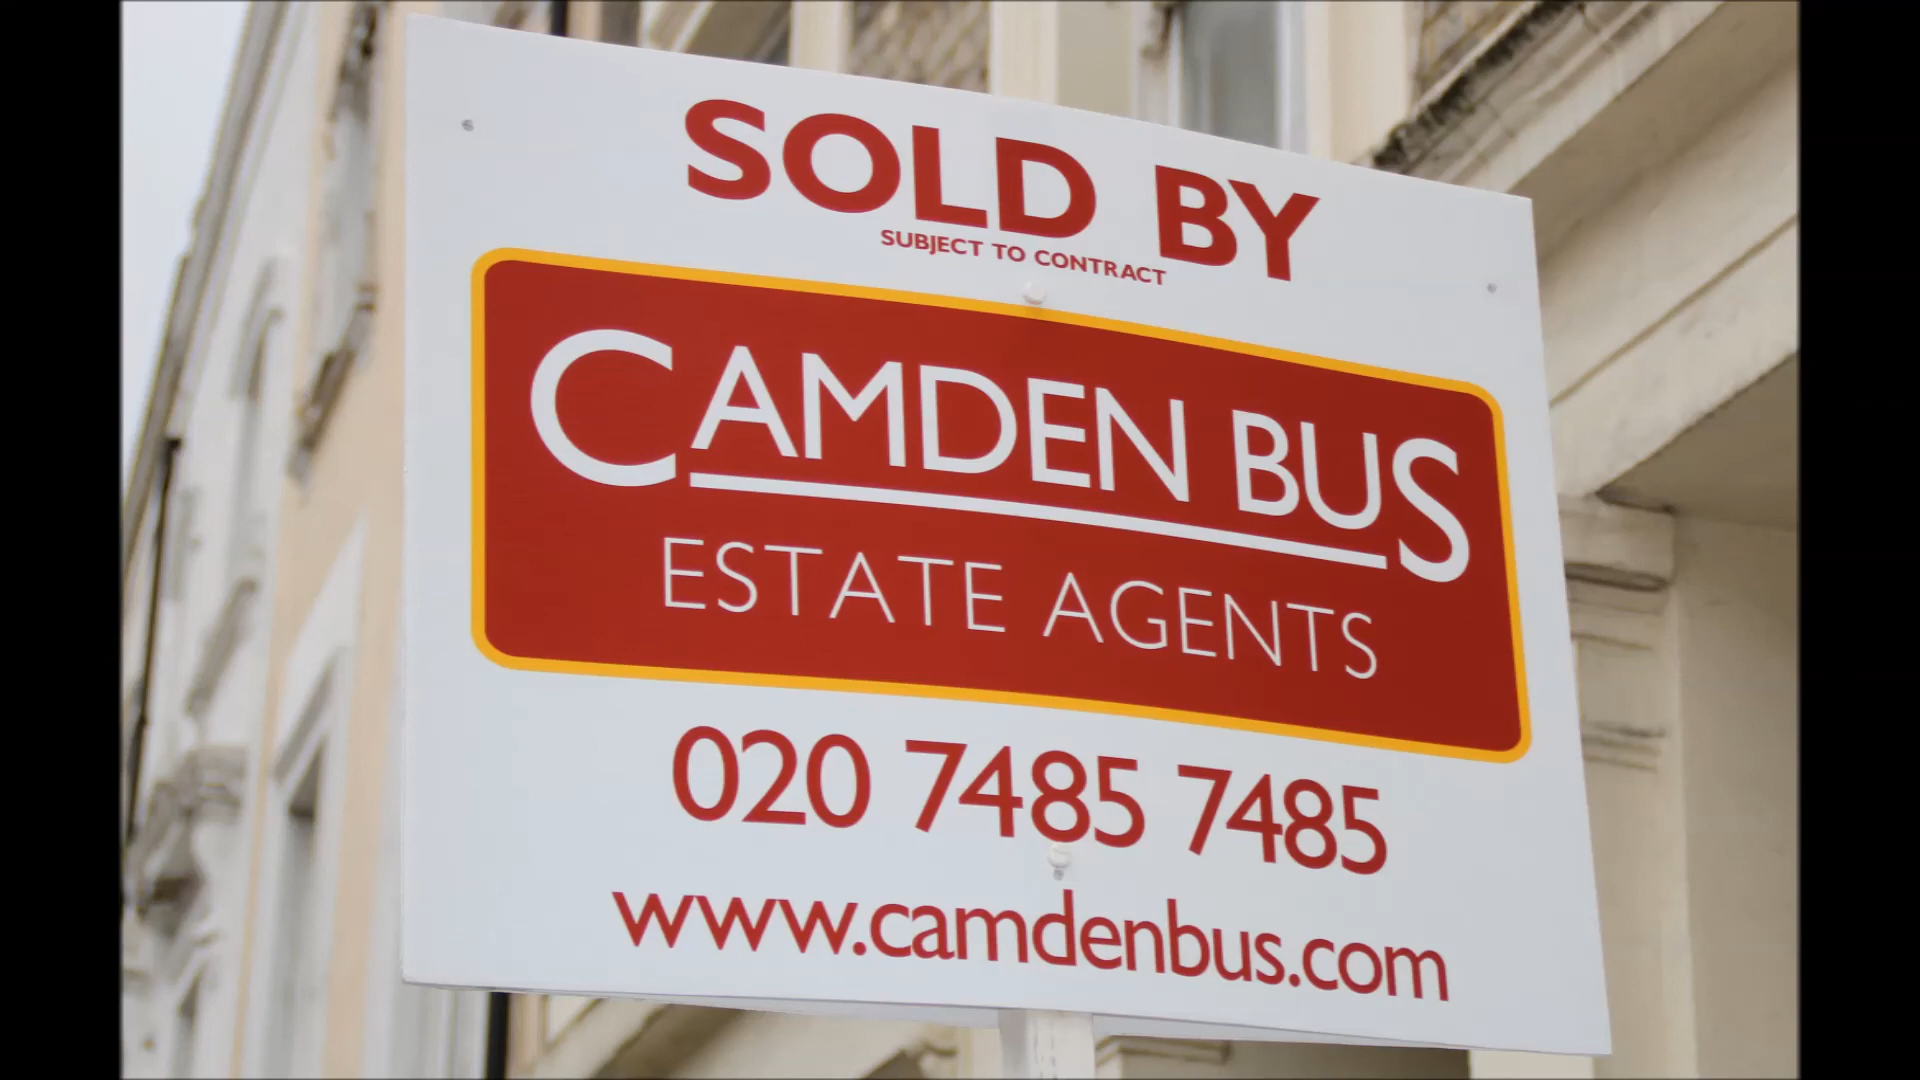 SOLD BY
SUBJECT TO CONTRACT
CAMDEN BUS
ESTATE AGENTS
020 7485 7485
www.camdenbus.com